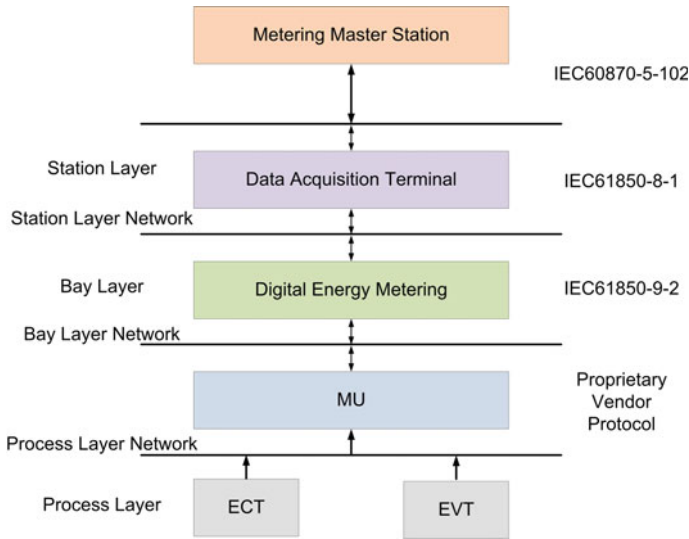 Metering Master Station
IEC60870-5-102
Station Layer
Data Acquisition Terminal
IEC61850-8-1
Station Layer Network
Bay Layer
Digital Energy Metering
IEC61850-9-2
Bay Layer Network
MU
Proprietary
Vendor
Protocol
Process Layer Network
Process Layer
ECT
EVT